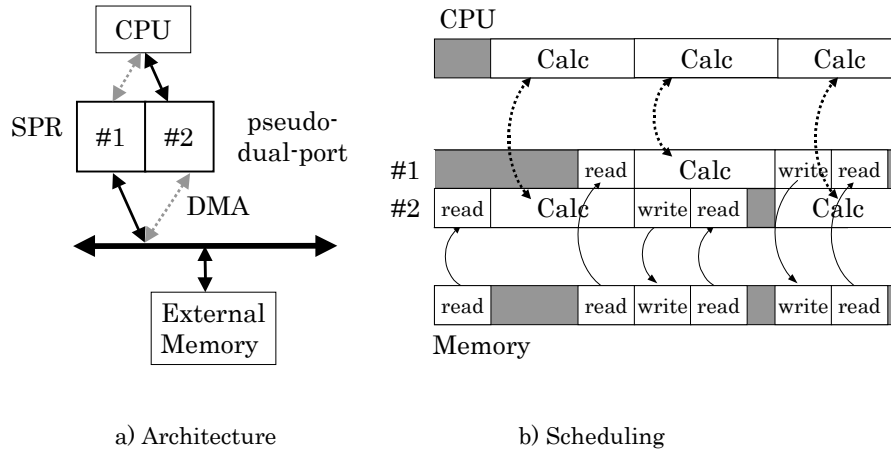 CPU
SPR
#1
#2
pseudo-
dual-port
DMA
External
Memory
a) Architecture
CPU
Calc
Calc
Calc
#1
read
Calc
write
read
#2
read
Calc
write
read
Calc
read
read
write
read
write
read
Memory
b) Scheduling